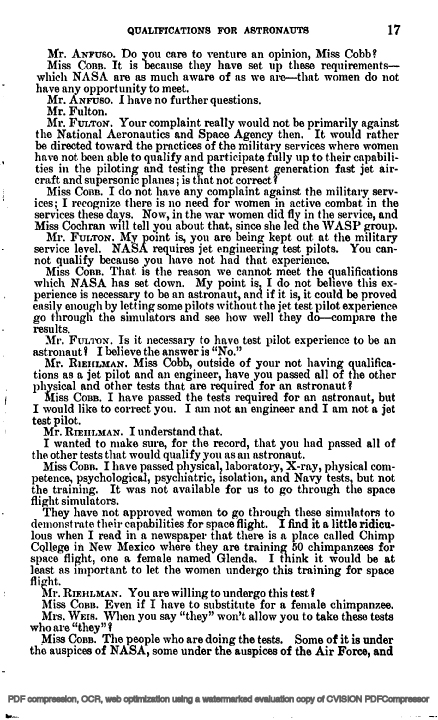 QUALIFICATIONS FOR ASTRONAUTS 17
Mr. ANFUSO. Do you care to venture an opinion, Miss Cobb?
Miss COBB. It is because they have set up these requirements—
which NASA are as much aware of as we are—that women do not
have any opportunity to meet.
Mr. ANFUSO. I have no further questions.
Mr. Fulton.
Mr. FULTON. Your complaint really would not be primarily against
the National Aeronautics and Space Agency then. It would rather
be directed toward the practices of the military services where women
have not been able to qualify and participate fully up to their capabili-
ties in the piloting and testing the present generation fast jet air-
craft and supersonic planes; is that not correct?
Miss COBB. I do not have any complaint against the military serv-
ices; I recognize there is no need for women in active combat in the
services these days. Now, in the war women did fly in the service, and
Miss Cochran will tell you about that, since she led the WASP group.
Mr. FULTON. My point is, you are being kept out at the military
service level. NASA requires jet engineering test pilots. You can-
not qualify because you have not had that experience.
Miss COBB. That is the reason we cannot meet the qualifications
which NASA has set down. My point is, I do not believe this ex-
perience is necessary to be an astronaut, and if it is, it could be proved
easily enough by letting some pilots without the jet test pilot experience
go through the simulators and see how well they do—compare the
results.
Mr. FULTON. Is it necessary to have test pilot experience to be an
astronaut? I believe the answer is "No."
Mr. RIEHLMAN. Miss Cobb, outside of your not having qualifica-
tions as a jet pilot and an engineer, have you passed all of the other
physical and other tests that are required for an astronaut?
Miss COBB. I have passed the tests required for an astronaut, but
I would like to correct you. I am not an engineer and I am not a jet
test pilot.
Mr. RIEHLMAN. I understand that.
I wanted to make sure, for the record, that you had passed all of
the other tests that would qualify you as an astronaut.
Miss COBB. I have passed physical, laboratory, X-ray, physical com-
petence, psychological, psychiatric, isolation, and Navy tests, but not
the training. It was not available for us to go through the space
flight simulators.
They have not approved women to go through these simulators to
demonstrate their capabilities for space flight. I find it a little ridicu-
lous when I read in a newspaper that there is a place called Chimp
College in New Mexico where they are training 50 chimpanzees for
space flight, one a female named Glenda. I think it would be at
least as important to let the women undergo this training for space
flight.
Mr. RIEHLMAN. You are willing to undergo this test?
Miss COBB. Even if I have to substitute for a female chimpanzee.
Mrs. WEIS. When you say "they" won't allow you to take these tests
who are "they"?
Miss COBB. The people who are doing the tests. Some of it is under
the auspices of NASA, some under the auspices of the Air Force, and
PDF compression, OCR, web optimization using a watermarked evaluation copy of CVISION PDFCompressor